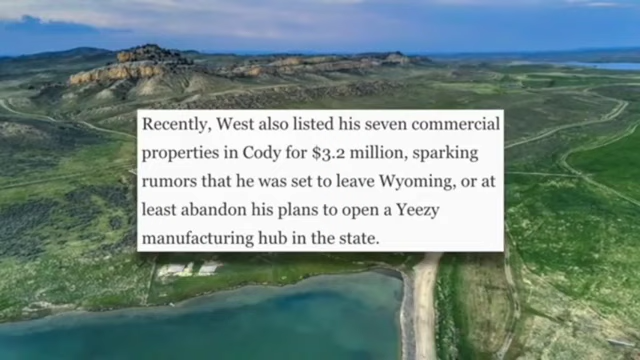 Recently, West also listed his seven commercial
properties in Cody for $3.2 million, sparking
rumors that he was set to leave Wyoming, or at
least abandon his plans to open a Yeezy
manufacturing hub in the state.